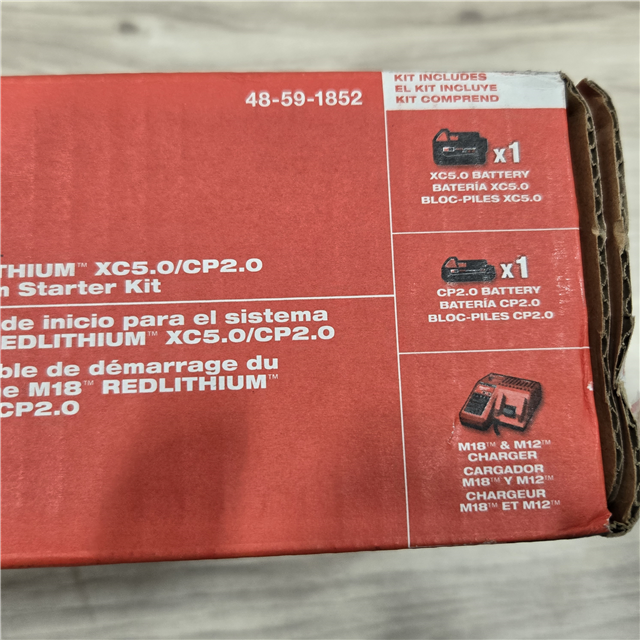 48-59-1852
THIUM™ XC5.0/CP2.0
Starter Kit
de inicio para el sistema
EDLITHIUM™ XC5.0/CP2.0
ble de démarrage du
e M18™ REDLITHIUM™
CP2.0
KIT INCLUDES
EL KIT INCLUYE
KIT COMPREND
x1
XC5.0 BATTERY
BATERÍA XC5.0
BLOC-PILES XC5.0
x1
CP2.0 BATTERY
BATERÍA CP2.0
BLOC-PILES CP2.0
M18™ & M12™
CHARGER
CARGADOR
M18™ Y M12™
CHARGEUR
M18™ ET M12™